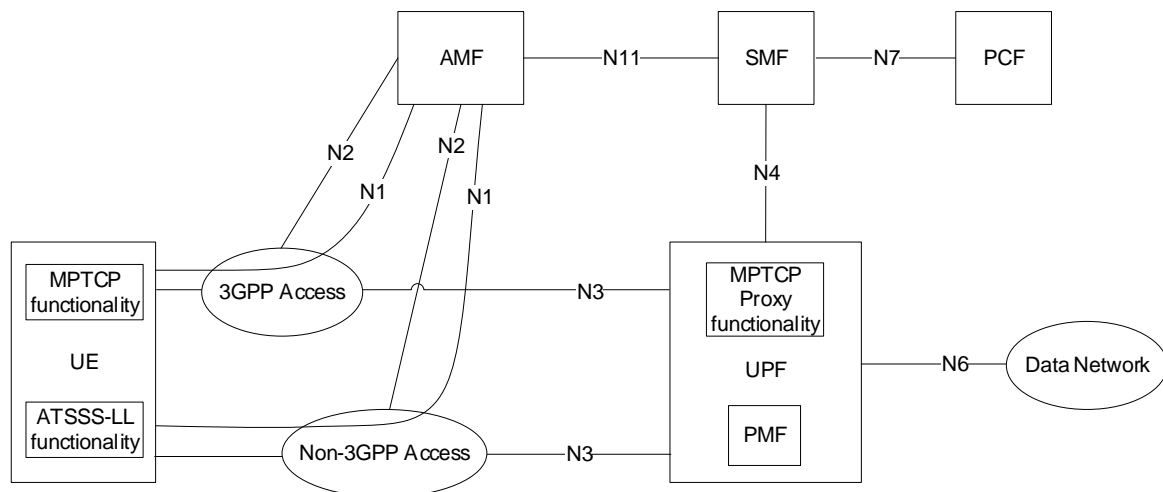 AMF
N11
SMF
N7
PCF
N2
N1
N2
N1
N4
MPTCP
functionality
UE
ATSSS-LL
functionality
3GPP Access
N3
Non-3GPP Access
N3
MPTCP
Proxy
functionality
UPF
PMF
N6
Data Network